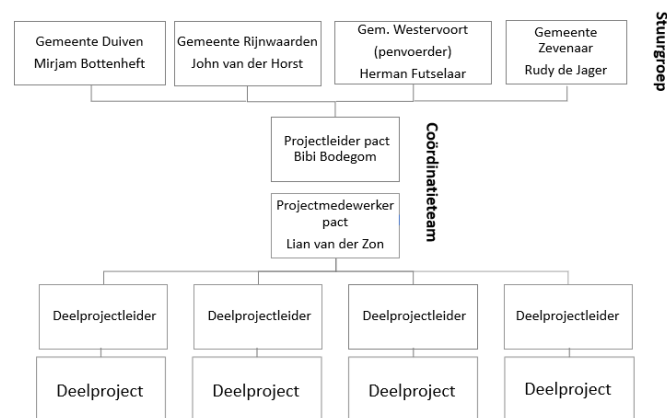 Gemeente Duiven
Mirjam Bottenheft
Gemeente Rijnwaarden
John van der Horst
Gem. Westervoort
(penvoerder)
Herman Futselaar
Gemeente
Zevenaar
Rudy de Jager
Stuurgroep
Projectleider pact
Bibi Bodegom
Coördinatieteam
Projectmedewerker
pact
Lian van der Zon
Deelprojectleider
Deelprojectleider
Deelprojectleider
Deelprojectleider
Deelproject
Deelproject
Deelproject
Deelproject